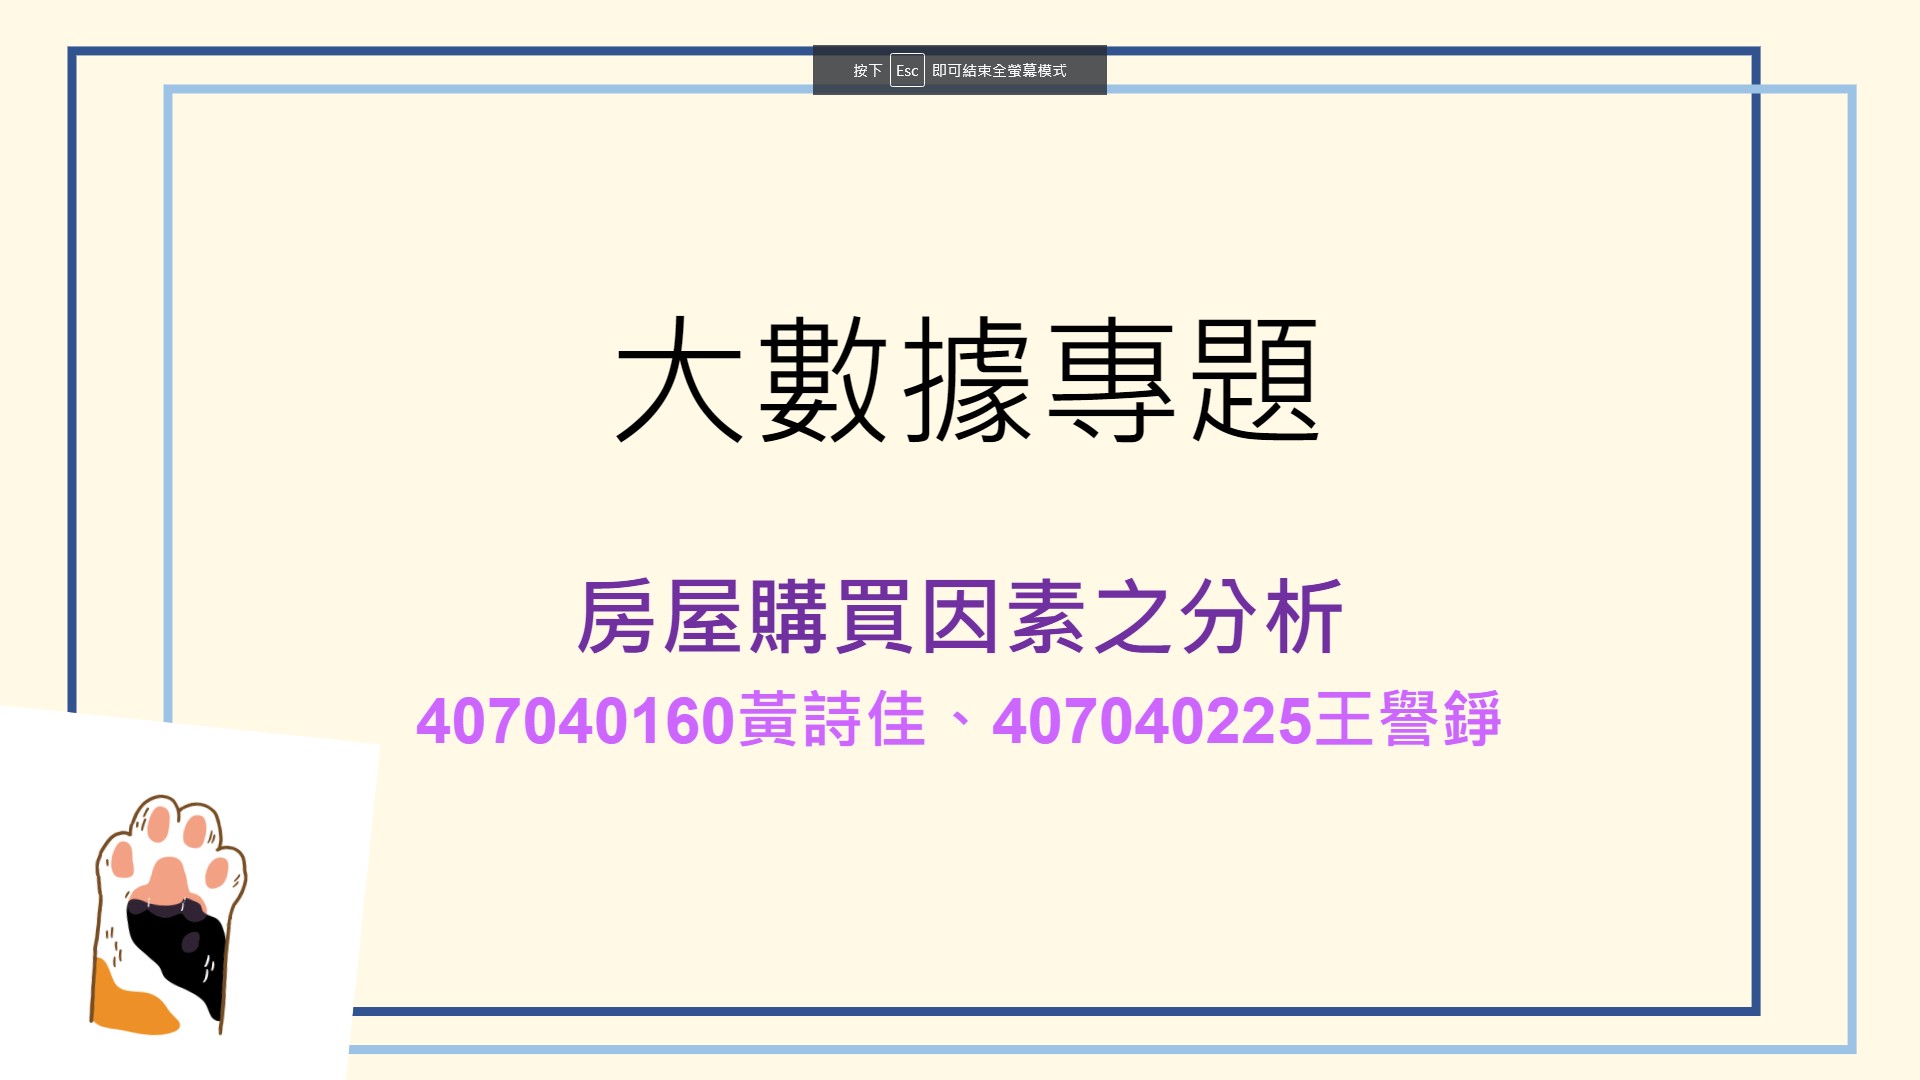 按下 Esc 即可結束全螢幕模式
大數據專題
房屋購買因素之分析
407040160黃詩佳、407040225王譽錚